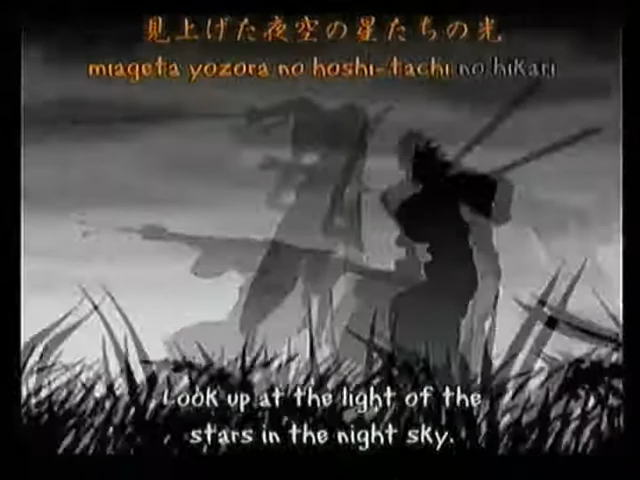 見上げた夜空の星たちの光
miageta yozora no hoshi-tachi no hikari
Look up at the light of the
stars in the night sky.